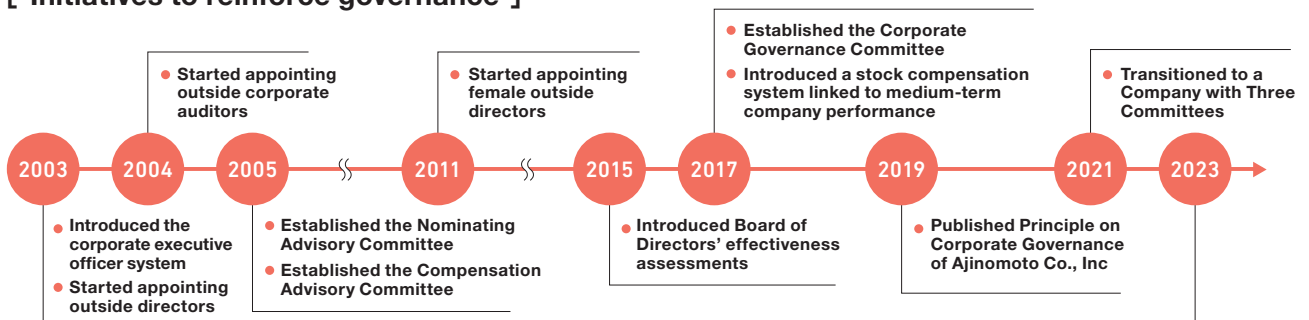 [ Initiatives to reinforce governance ]
Established the Corporate
Governance Committee
Introduced a stock compensation
system linked to medium-term
company performance
Started appointing
outside corporate
auditors
Started appointing
female outside
directors
Transitioned to a
Company with Three
Committees
2003
2004
2005
2011
2015
2017
2019
2021
2023
Introduced the
corporate executive
officer system
Started appointing
outside directors
Established the Nominating
Advisory Committee
Established the Compensation
Advisory Committee
Introduced Board of
Directors’ effectiveness
assessments
Published Principle on
Corporate Governance
of Ajinomoto Co., Inc